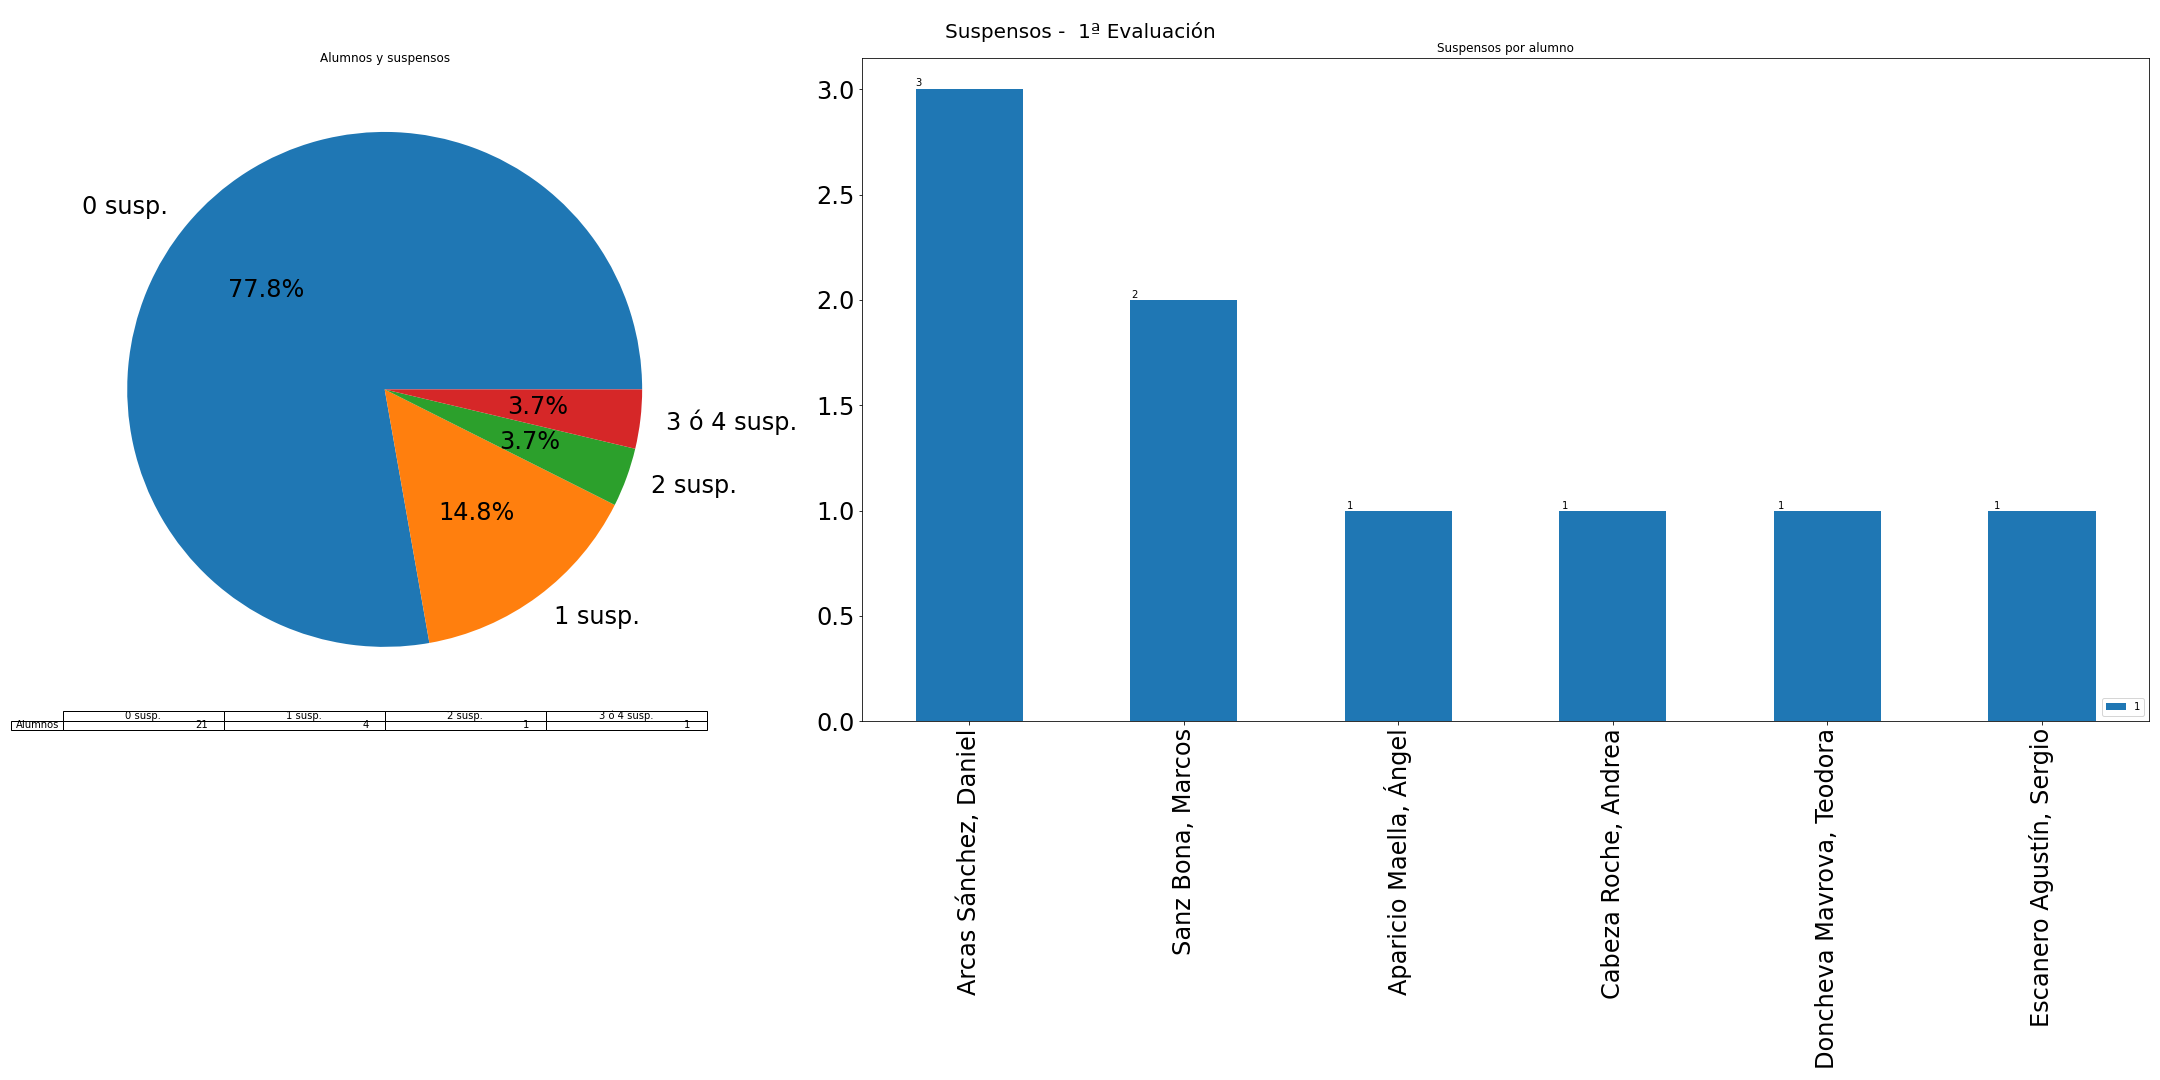 Suspensos -  1ª Evaluación
Alumnos y suspensos
0 susp.
77.8%
3.7%
3 ó 4 susp.
3.7%
2 susp.
14.8%
1 susp.
0 susp. 1 susp. 2 susp. 3 ó 4 susp.
Alumnos 21 4 1 1
Suspensos por alumno
3.0
2.5
2.0
1.5
1.0
0.5
0.0
3
2
1
1
1
1
1
Arcas Sánchez, Daniel
Sanz Bona, Marcos
Aparicio Maella, Ángel
Cabeza Roche, Andrea
Doncheva Mavrova, Teodora
Escanero Agustín, Sergio